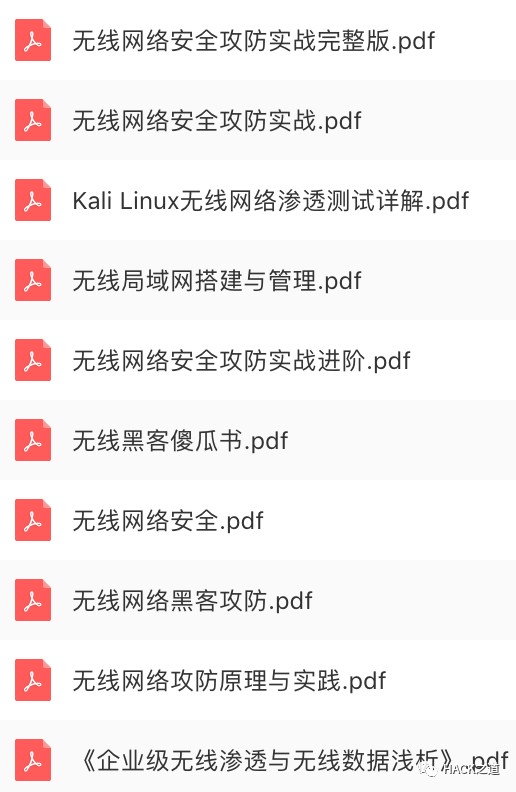 无线网络安全攻防实战完整版.pdf
无线网络安全攻防实战.pdf
Kali Linux无线网络渗透测试详解.pdf
无线局域网搭建与管理.pdf
无线网络安全攻防实战进阶.pdf
无线黑客傻瓜书.pdf
无线网络安全.pdf
无线网络黑客攻防.pdf
无线网络攻防原理与实践.pdf
《企业级无线渗透与无线数据浅析》.pdf
HACK之道